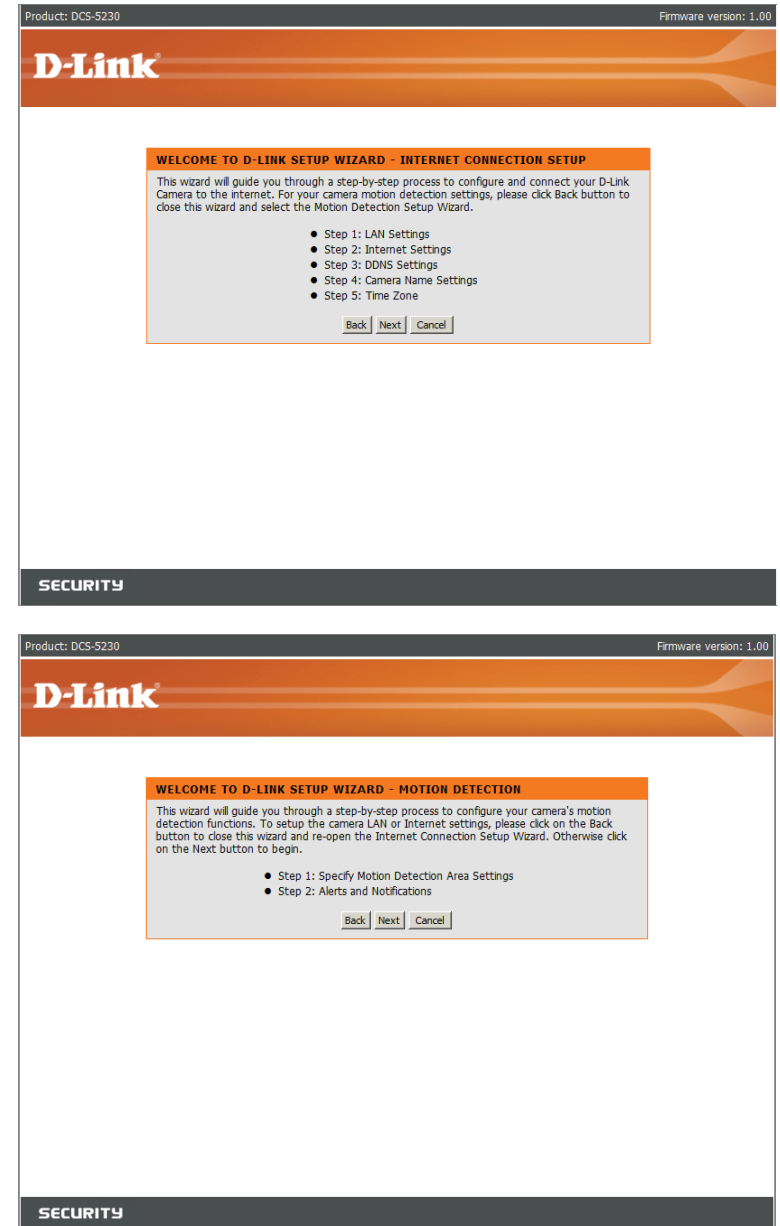 Product: DCS-5230 Firmware version: 1.00
D-Link
WELCOME TO D-LINK SETUP WIZARD - INTERNET CONNECTION SETUP
This wizard will guide you through a step-by-step process to configure and connect your D-Link
Camera to the internet. For your camera motion detection settings, please click Back button to
close this wizard and select the Motion Detection Setup Wizard.
● Step 1: LAN Settings
● Step 2: Internet Settings
● Step 3: DDNS Settings
● Step 4: Camera Name Settings
● Step 5: Time Zone
Back Next Cancel
SECURITY
Product: DCS-5230 Firmware version: 1.00
D-Link
WELCOME TO D-LINK SETUP WIZARD - MOTION DETECTION
This wizard will guide you through a step-by-step process to configure your camera's motion
detection functions. To setup the camera LAN or Internet settings, please click on the Back
button to close this wizard and re-open the Internet Connection Setup Wizard. Otherwise click
on the Next button to begin.
● Step 1: Specify Motion Detection Area Settings
● Step 2: Alerts and Notifications
Back Next Cancel
SECURITY